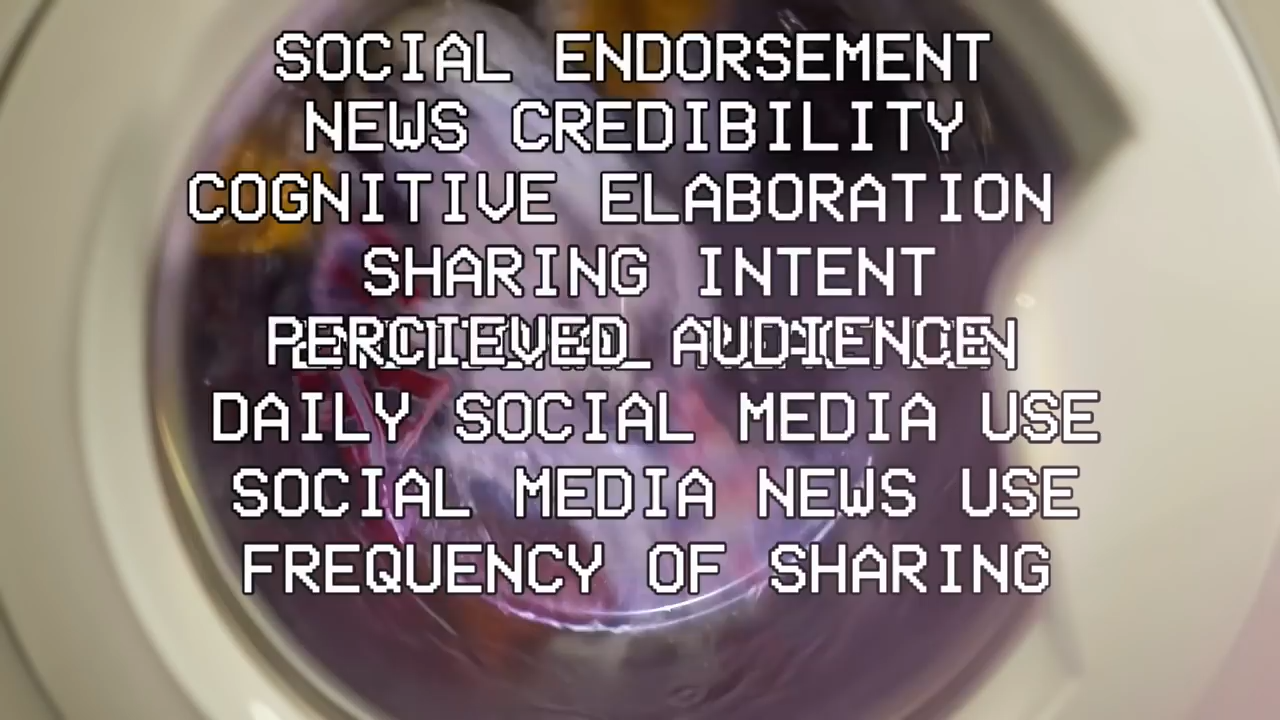 SOCIAL ENDORSEMENT
NEWS CREDIBILITY
COGNITIVE ELABORATION
SHARING INTENT
PERCIEVED AUDIENCE
DAILY SOCIAL MEDIA USE
SOCIAL MEDIA NEWS USE
FREQUENCY OF SHARING